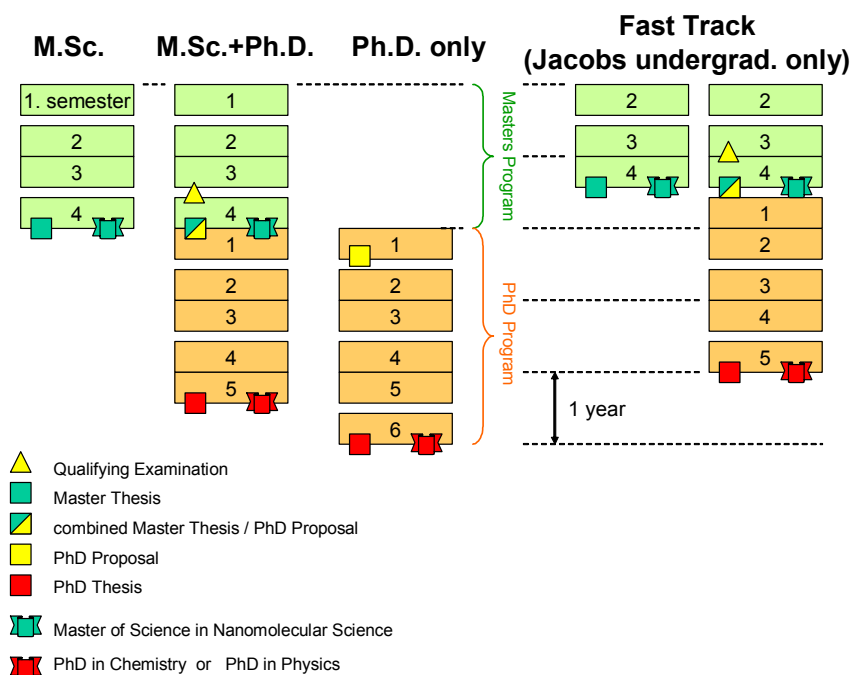 M.Sc.
M.Sc.+Ph.D.
Ph.D. only
Fast Track
(Jacobs undergrad. only)
1. semester
2
3
4
1
2
3
4
1
2
3
4
5
1
2
3
4
5
6
Masters Program
PhD Program
2
3
4
2
3
4
1
2
3
4
5
1 year
Qualifying Examination
Master Thesis
combined Master Thesis / PhD Proposal
PhD Proposal
PhD Thesis
Master of Science in Nanomolecular Science
PhD in Chemistry or PhD in Physics